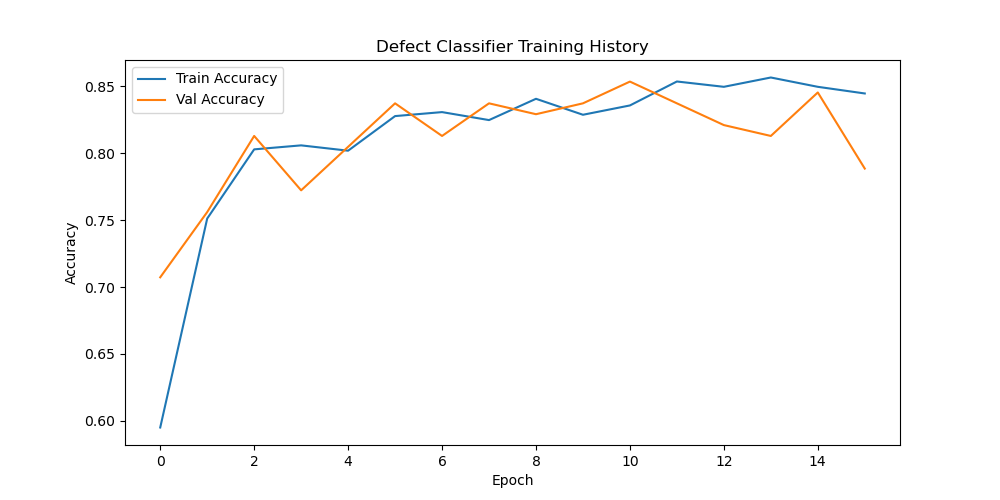 Defect Classifier Training History
Train Accuracy
Val Accuracy
0.85
0.80
0.75
0.70
0.65
0.60
Accuracy
0 2 4 6 8 10 12 14
Epoch